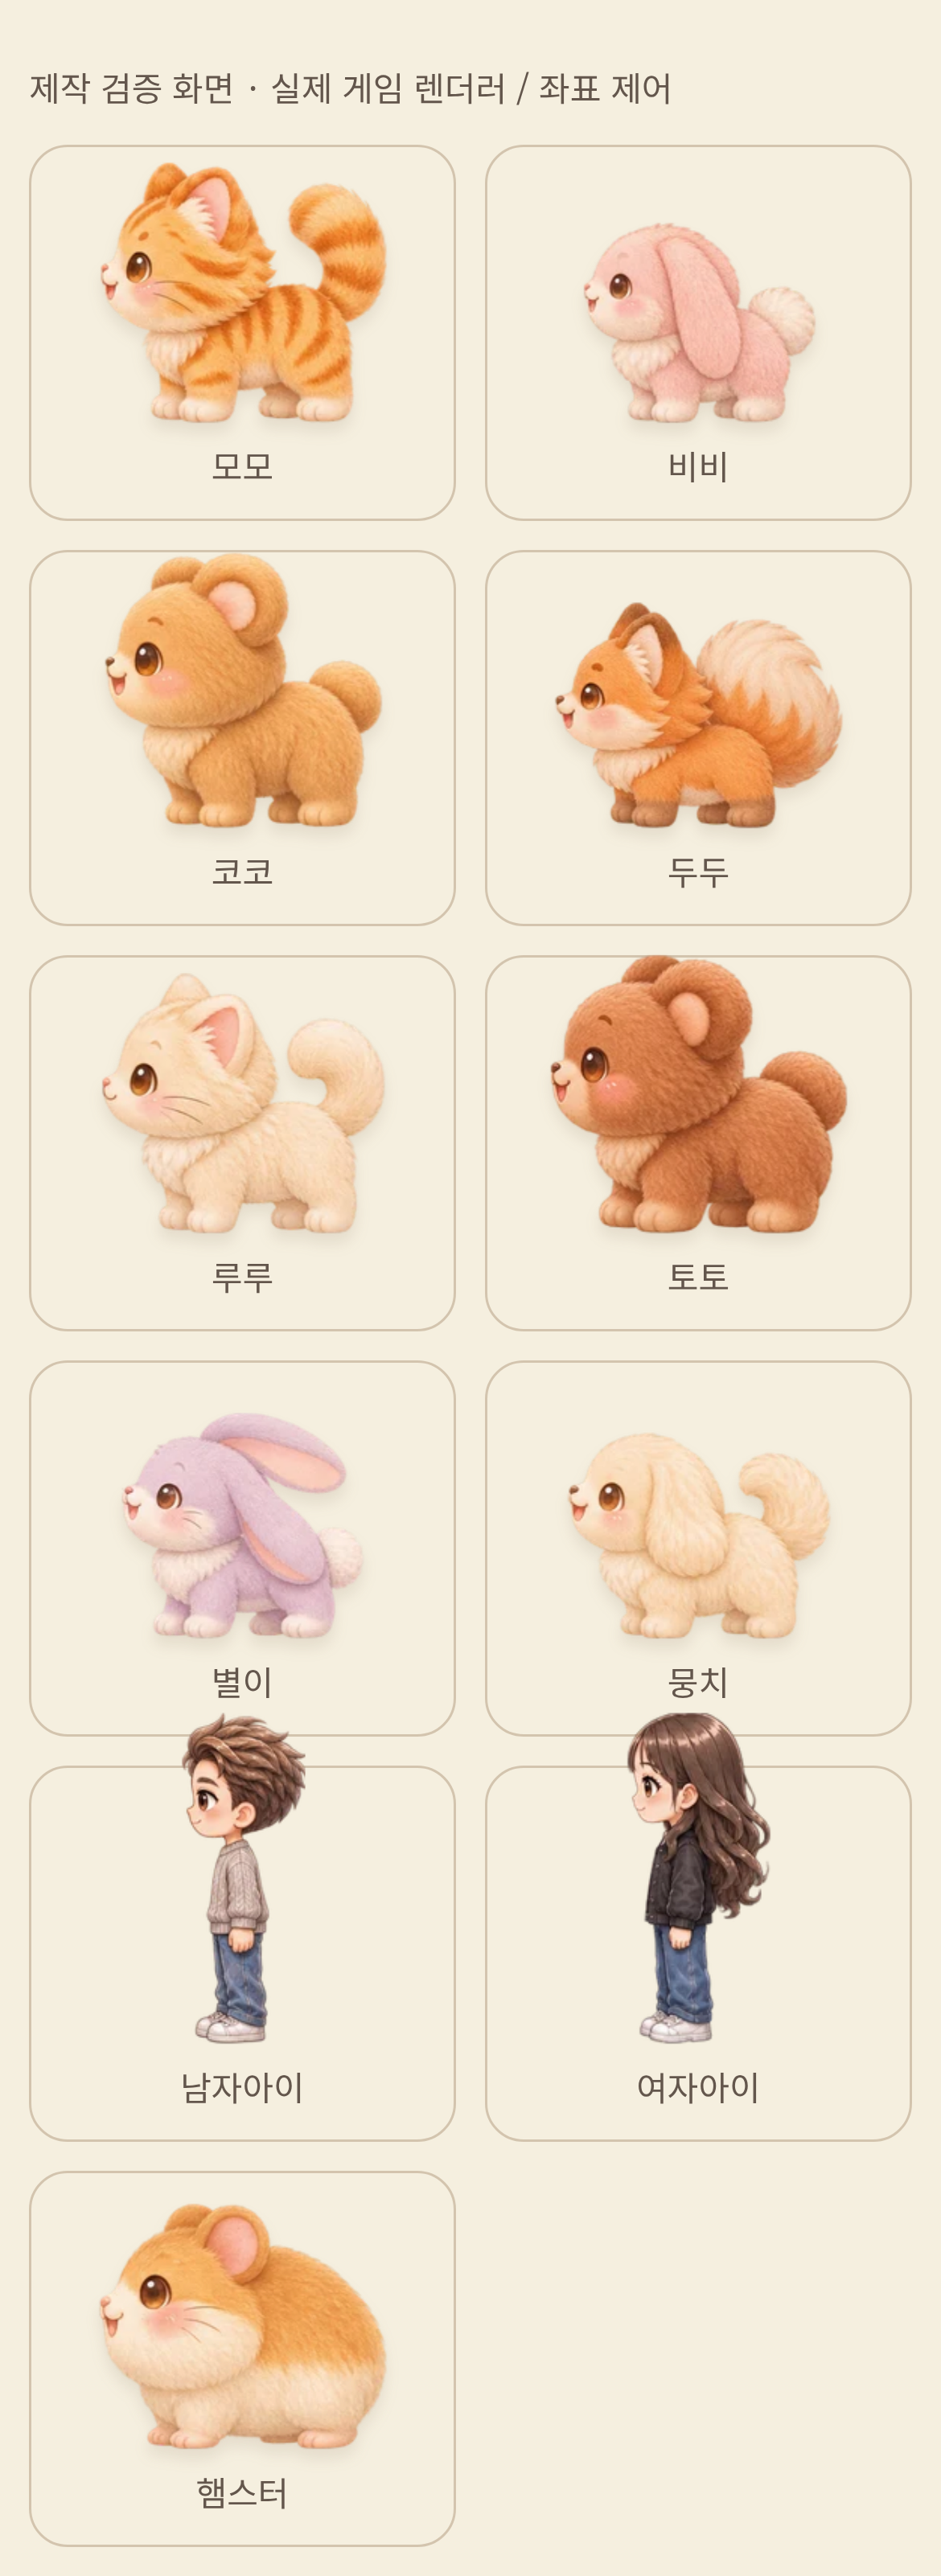 제작 검증 화면 · 실제 게임 렌더러 / 좌표 제어
모모
비비
코코
두두
루루
토토
별이
뭉치
남자아이
여자아이
햄스터